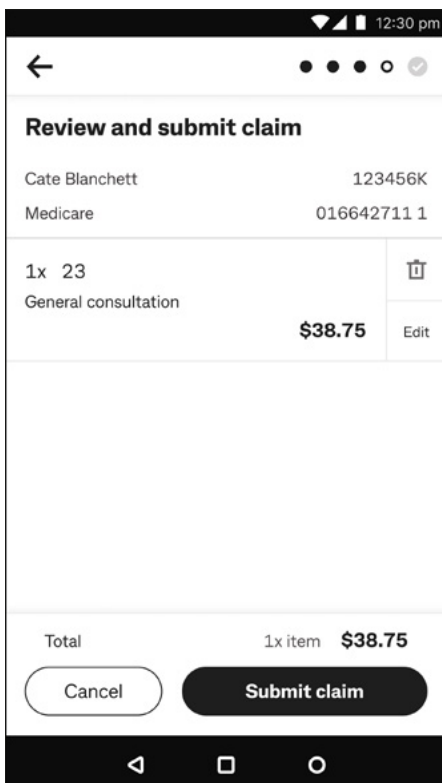 12:30 pm
Review and submit claim
Cate Blanchett 123456K
Medicare 016642711 1
1x 23
General consultation
$38.75 Edit
Total 1x item $38.75
Cancel Submit claim